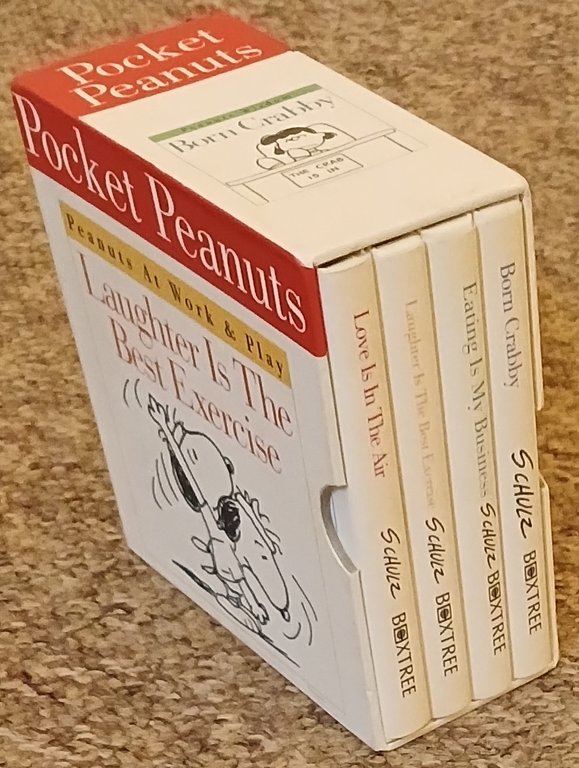 Pocket
Peanuts
Born Crabby
THE CRAB
IS IN
Pocket Peanuts
Peanuts At Work & Play
Laughter Is The
Best Exercise
Love Is In The Air SCHULZ BOXTREE
Laughter Is The Best Exercise SCHULZ BOXTREE
Eating Is My Business SCHULZ BOXTREE
Born Crabby SCHULZ BOXTREE